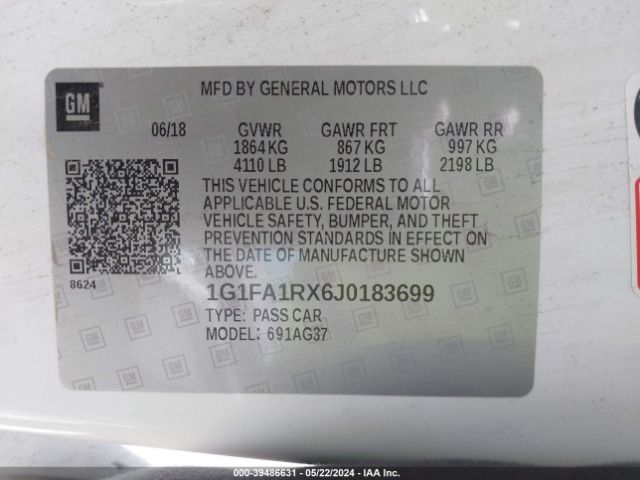 GM
MFD BY GENERAL MOTORS LLC
06/18 GVWR GAWR FRT GAWR RR
1864 KG 867 KG 997 KG
4110 LB 1912 LB 2198 LB
THIS VEHICLE CONFORMS TO ALL
APPLICABLE U.S. FEDERAL MOTOR
VEHICLE SAFETY, BUMPER, AND THEFT
PREVENTION STANDARDS IN EFFECT ON
THE DATE OF MANUFACTURE SHOWN
ABOVE.
8624
1G1FA1RX6J0183699
TYPE: PASS CAR
MODEL: 691AG37
000-39486631 - 05/22/2024 - IAA Inc.